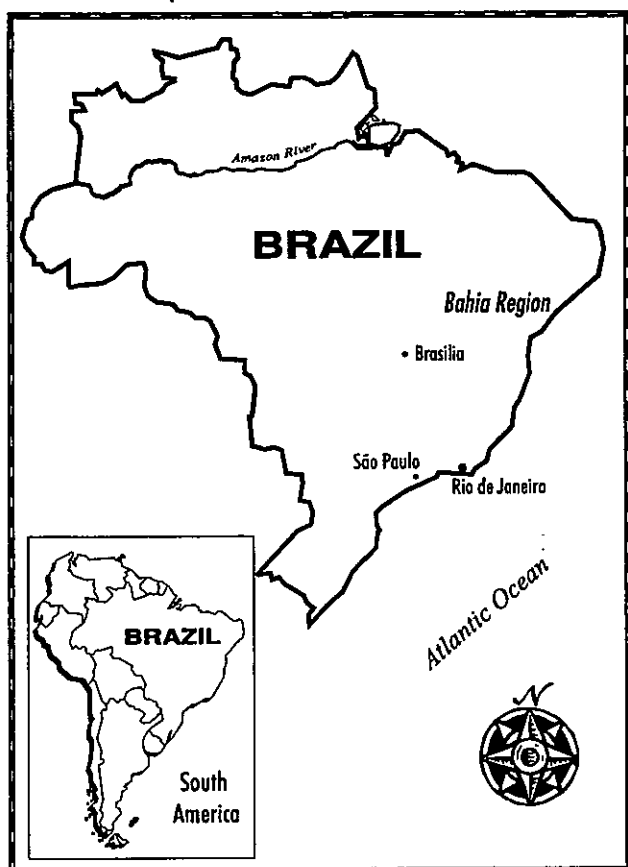 Amazon River
BRAZIL
Bahia Region
Brasilia
São Paulo
Rio de Janeiro
Atlantic Ocean
BRAZIL
South
America
N